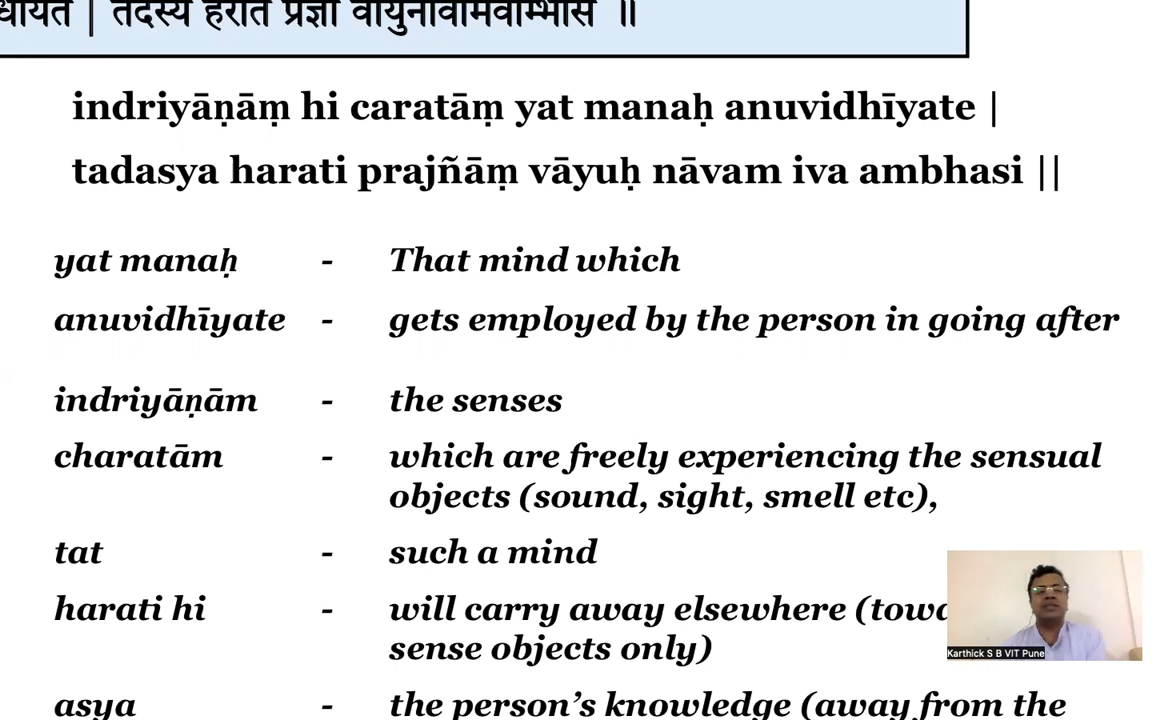 तदस्य हरति प्रज्ञां वायुर्नावमिवाम्भसि ॥
indriyāṇāṃ hi caratāṃ yat manaḥ anuvidhīyate |
tadasya harati prajñāṃ vāyuḥ nāvam iva ambhasi ||
yat manaḥ - That mind which
anuvidhīyate - gets employed by the person in going after
indriyāṇām - the senses
charatām - which are freely experiencing the sensual
objects (sound, sight, smell etc),
tat - such a mind
harati hi - will carry away elsewhere (towa
sense objects only)
Karthick S B VIT Pune
asya - the person’s knowledge (away from the